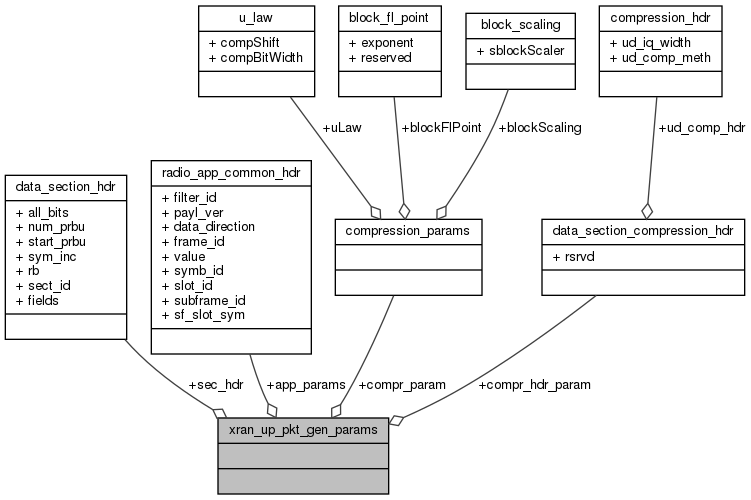 u_law
+ compShift
+ compBitWidth
block_fl_point
+ exponent
+ reserved
block_scaling
+ sblockScaler
compression_hdr
+ ud_iq_width
+ ud_comp_meth
+uLaw
+blockFlPoint
+blockScaling
+ud_comp_hdr
data_section_hdr
+ all_bits
+ num_prbu
+ start_prbu
+ sym_inc
+ rb
+ sect_id
+ fields
radio_app_common_hdr
+ filter_id
+ payl_ver
+ data_direction
+ frame_id
+ value
+ symb_id
+ slot_id
+ subframe_id
+ sf_slot_sym
compression_params
data_section_compression_hdr
+ rsrvd
+sec_hdr
+app_params
+compr_param
+compr_hdr_param
xran_up_pkt_gen_params